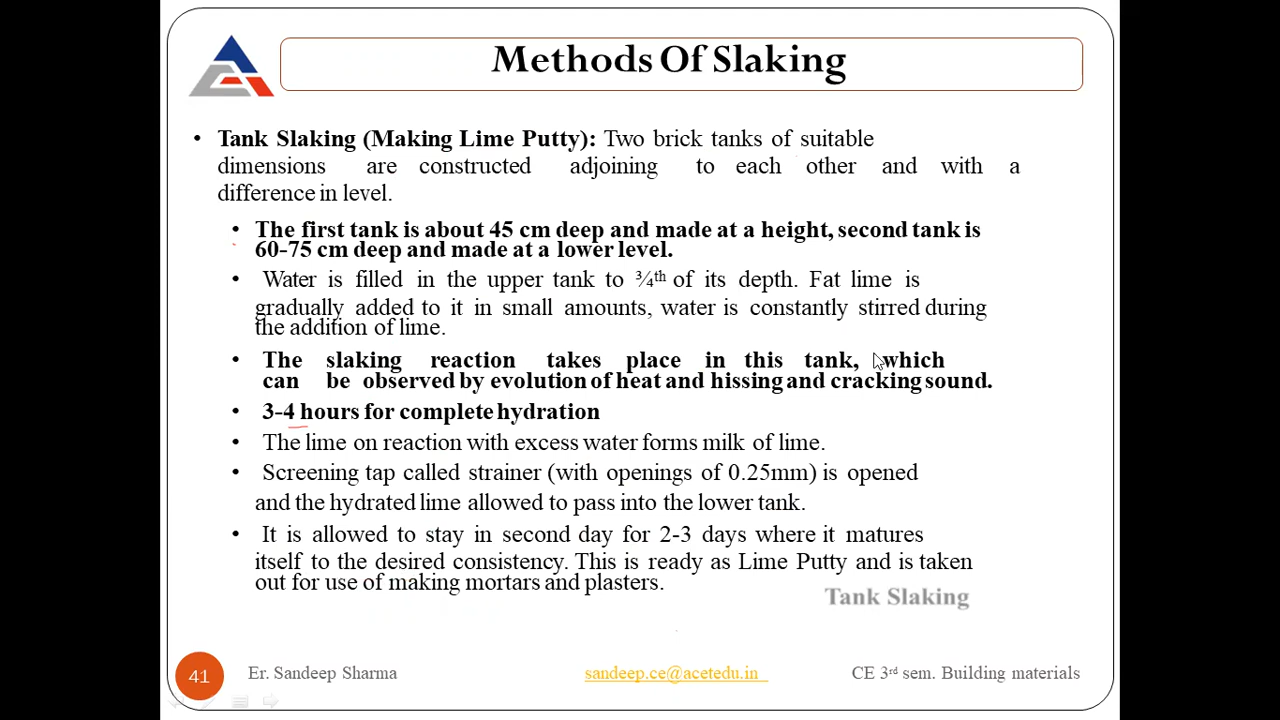 Methods Of Slaking
• Tank Slaking (Making Lime Putty): Two brick tanks of suitable
dimensions are constructed adjoining to each other and with a
difference in level.
• The first tank is about 45 cm deep and made at a height, second tank is
60-75 cm deep and made at a lower level.
• Water is filled in the upper tank to ¾th of its depth. Fat lime is
gradually added to it in small amounts, water is constantly stirred during
the addition of lime.
• The slaking reaction takes place in this tank, which
can be observed by evolution of heat and hissing and cracking sound.
• 3-4 hours for complete hydration
• The lime on reaction with excess water forms milk of lime.
• Screening tap called strainer (with openings of 0.25mm) is opened
and the hydrated lime allowed to pass into the lower tank.
• It is allowed to stay in second day for 2-3 days where it matures
itself to the desired consistency. This is ready as Lime Putty and is taken
out for use of making mortars and plasters.
Tank Slaking
41 Er. Sandeep Sharma sandeep.ce@acetedu.in CE 3rd sem. Building materials